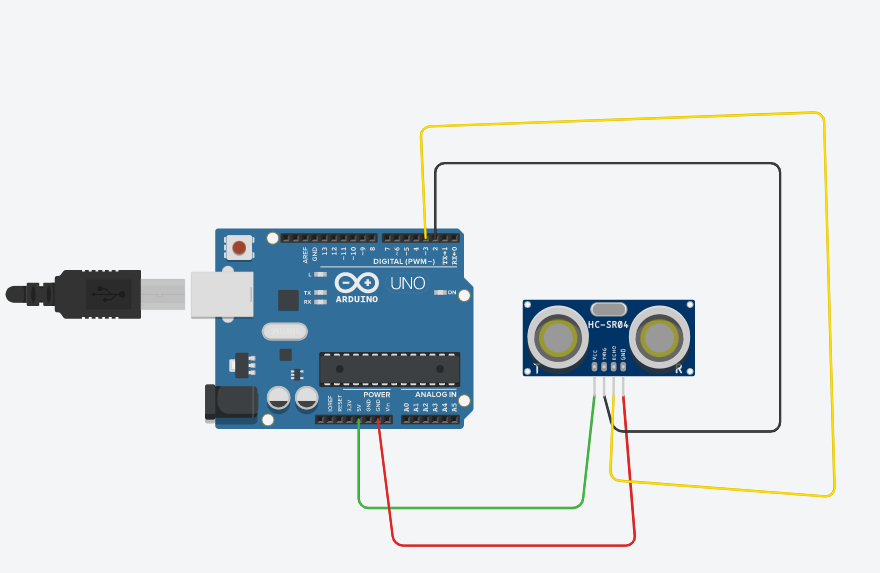 AREF
GND
13
12
~11
~10
~9
8
7
~6
~5
4
~3
2
TX→1
RX←0
DIGITAL (PWM~)
L
TX
RX
ARDUINO
UNO
ON
IOREF
RESET
3.3V
5V
GND
GND
Vin
POWER
ANALOG IN
A0
A1
A2
A3
A4
A5
HC-SR04
VCC
TRIG
ECHO
GND
T
R